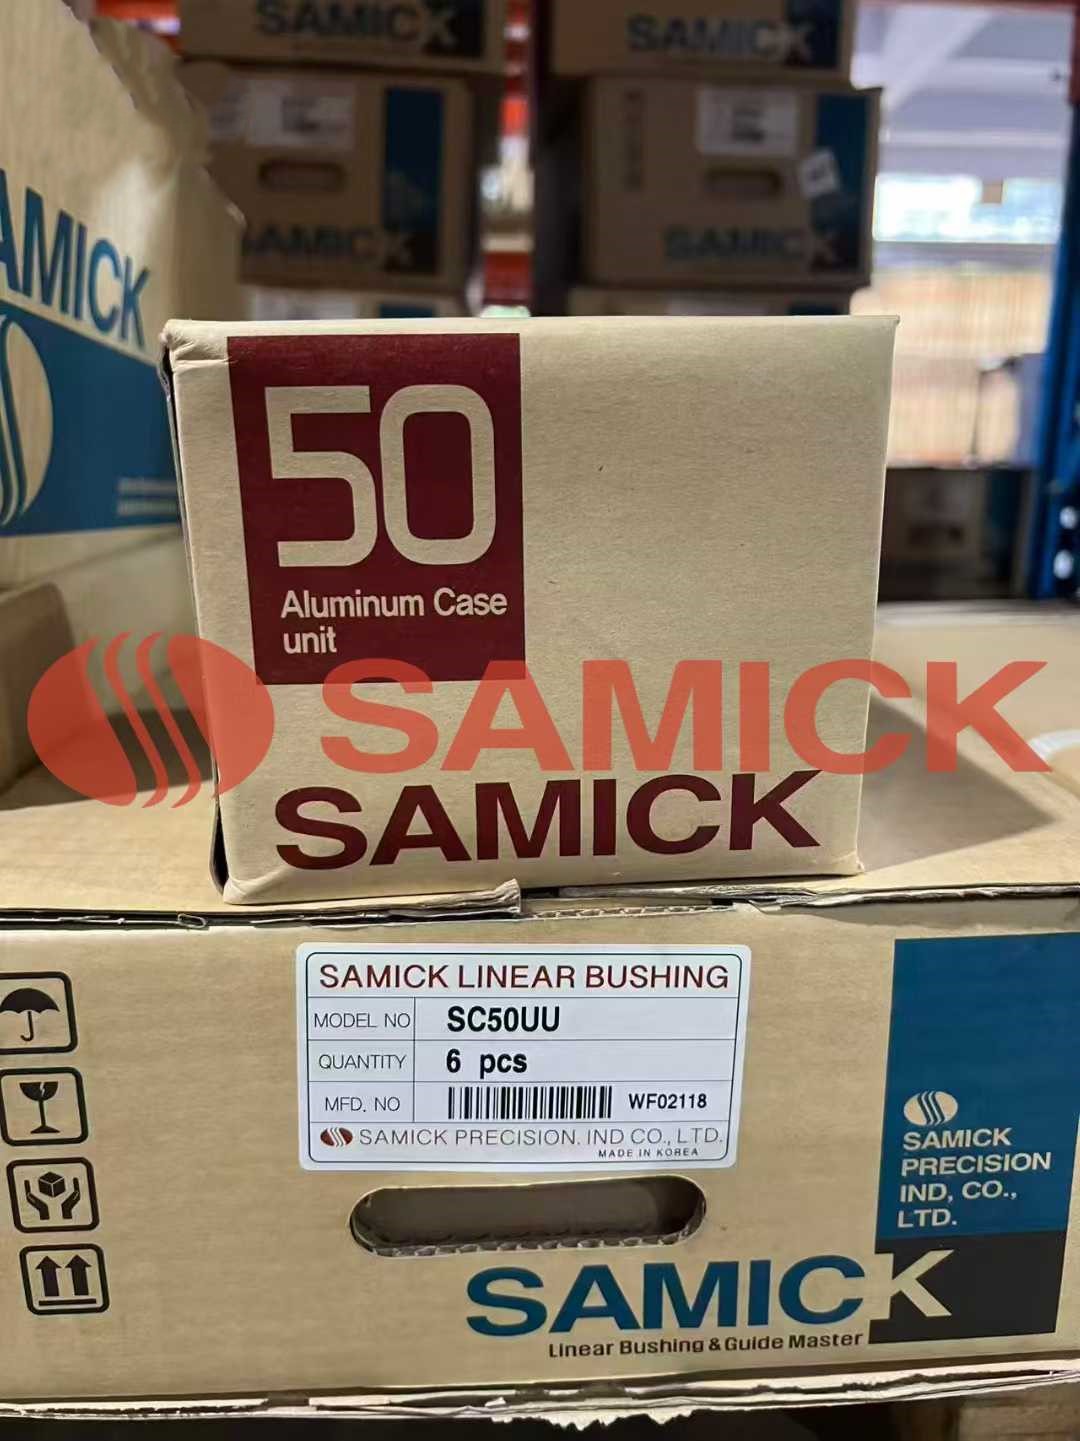 SAMICK
SAMICK
SAMICK
SAMICK
AMICK
50
Aluminum Case
unit
SAMICK
SAMICK
SAMICK LINEAR BUSHING
MODEL NO SC50UU
QUANTITY 6 pcs
MFD. NO WF02118
SAMICK PRECISION. IND CO., LTD.
MADE IN KOREA
SAMICK
PRECISION
IND, CO.,
LTD.
SAMICK
Linear Bushing & Guide Master